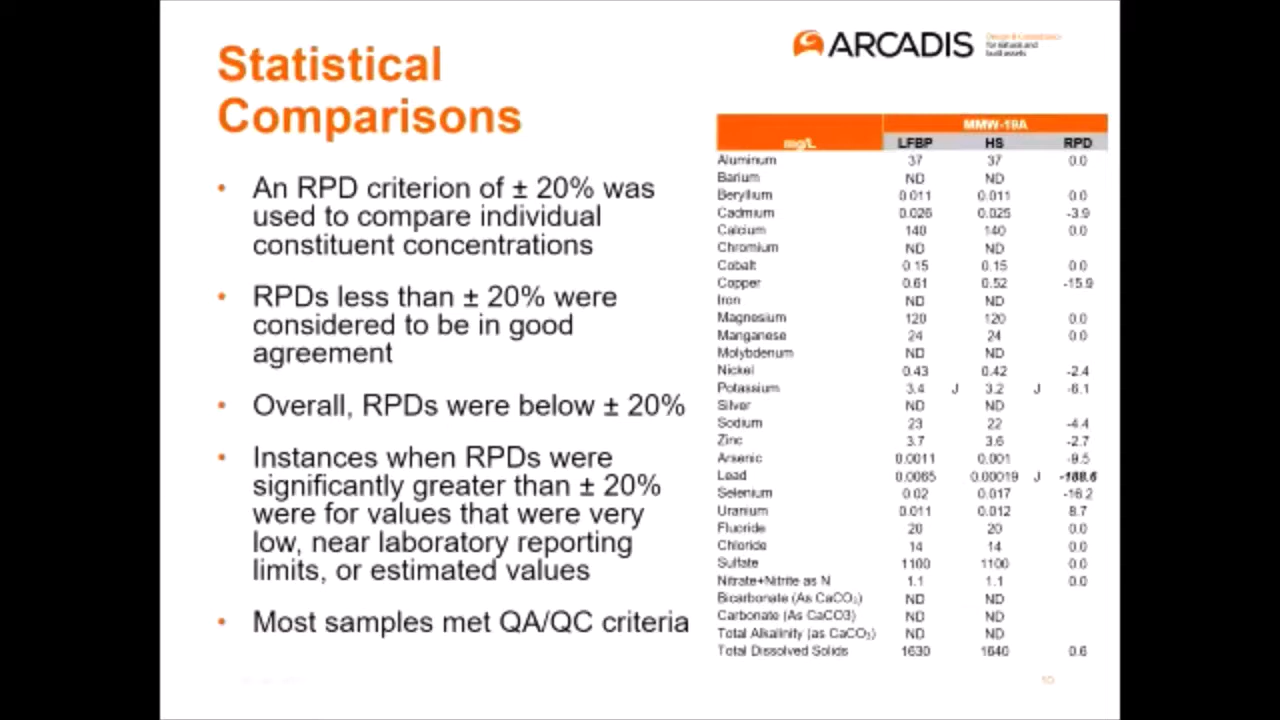 Statistical
Comparisons
ARCADIS
Design & Consultancy
for natural and
built assets
• An RPD criterion of ± 20% was
used to compare individual
constituent concentrations
• RPDs less than ± 20% were
considered to be in good
agreement
• Overall, RPDs were below ± 20%
• Instances when RPDs were
significantly greater than ± 20%
were for values that were very
low, near laboratory reporting
limits, or estimated values
• Most samples met QA/QC criteria
MMW-19A
mg/L LFBP HS RPD
Aluminum 37 37 0.0
Barium ND ND
Beryllium 0.011 0.011 0.0
Cadmium 0.026 0.025 -3.9
Calcium 140 140 0.0
Chromium ND ND
Cobalt 0.15 0.15 0.0
Copper 0.61 0.52 -15.9
Iron ND ND
Magnesium 120 120 0.0
Manganese 24 24 0.0
Molybdenum ND ND
Nickel 0.43 0.42 -2.4
Potassium 3.4 J 3.2 J -6.1
Silver ND ND
Sodium 23 22 -4.4
Zinc 3.7 3.6 -2.7
Arsenic 0.0011 0.001 -9.5
Lead 0.0065 0.00019 J
Selenium 0.02 0.017 -16.2
Uranium 0.011 0.012 8.7
Fluoride 20 20 0.0
Chloride 14 14 0.0
Sulfate 1100 1100 0.0
Nitrate+Nitrite as N 1.1 1.1 0.0
Bicarbonate (As CaCO₃) ND ND
Carbonate (As CaCO3) ND ND
Total Alkalinity (as CaCO₃) ND ND
Total Dissolved Solids 1630 1640 0.6
10